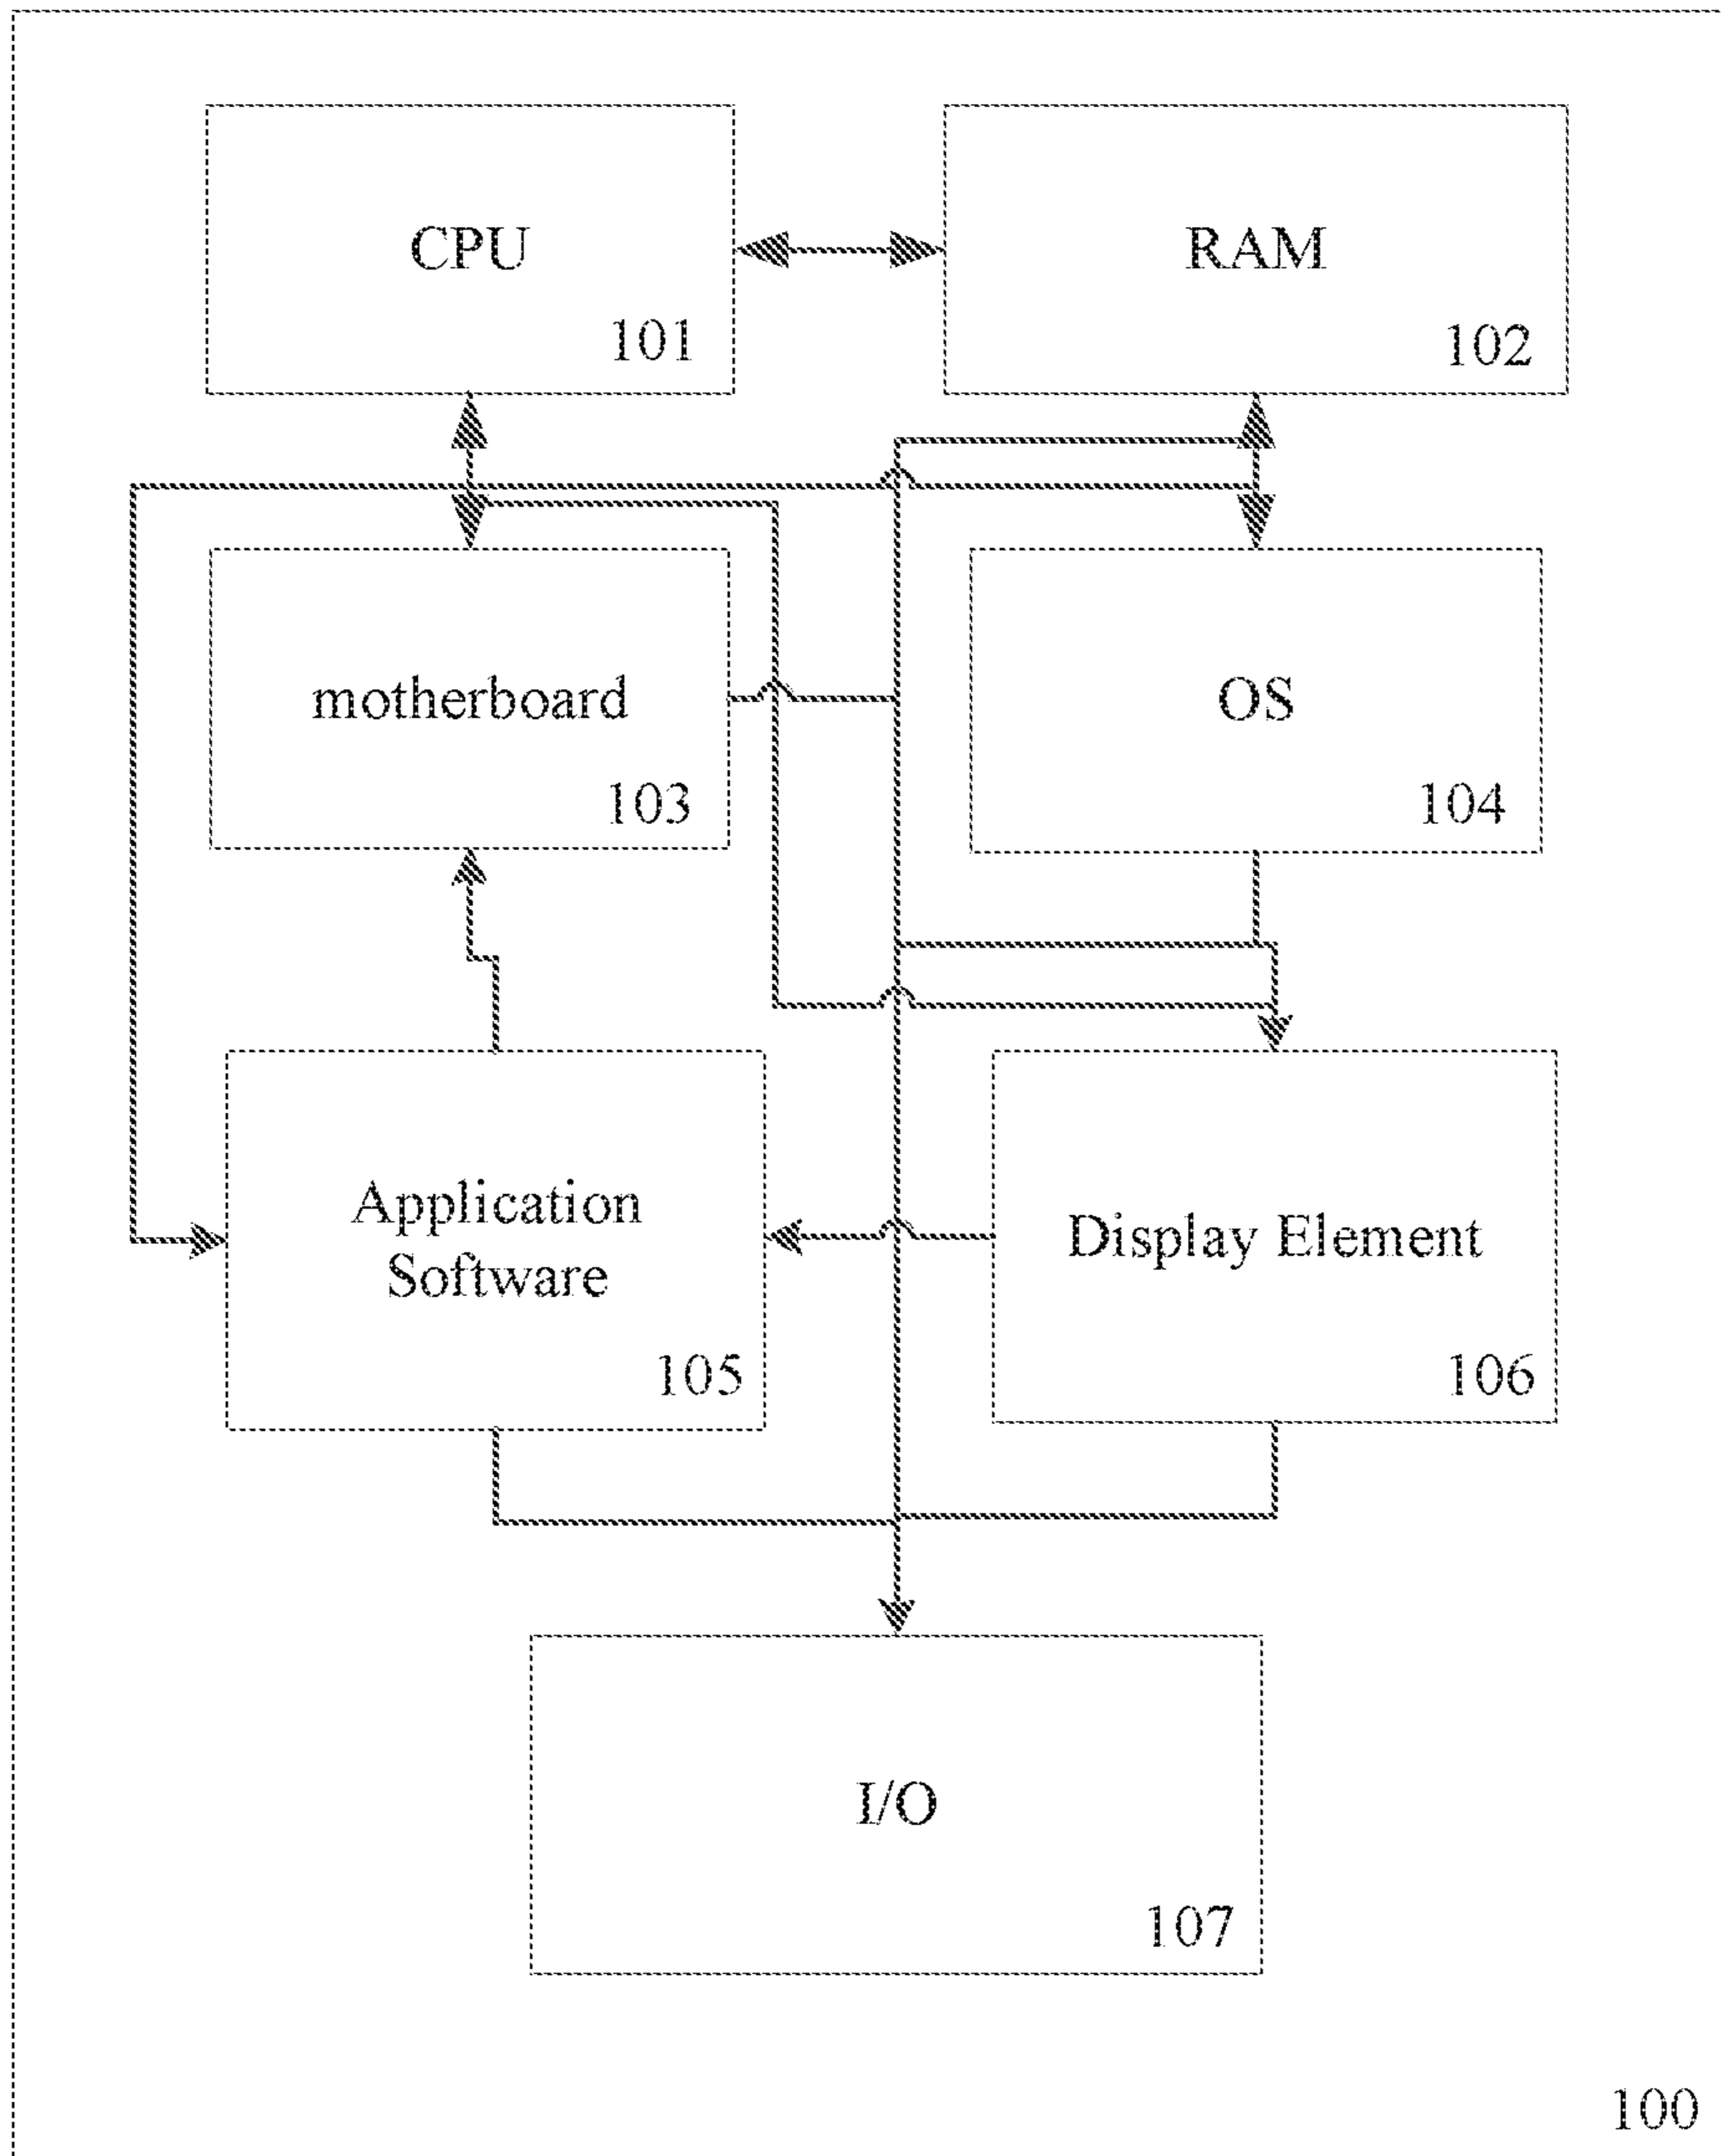 CPU
101
RAM
102
motherboard
103
OS
104
Application
Software
105
Display Element
106
I/O
107
100